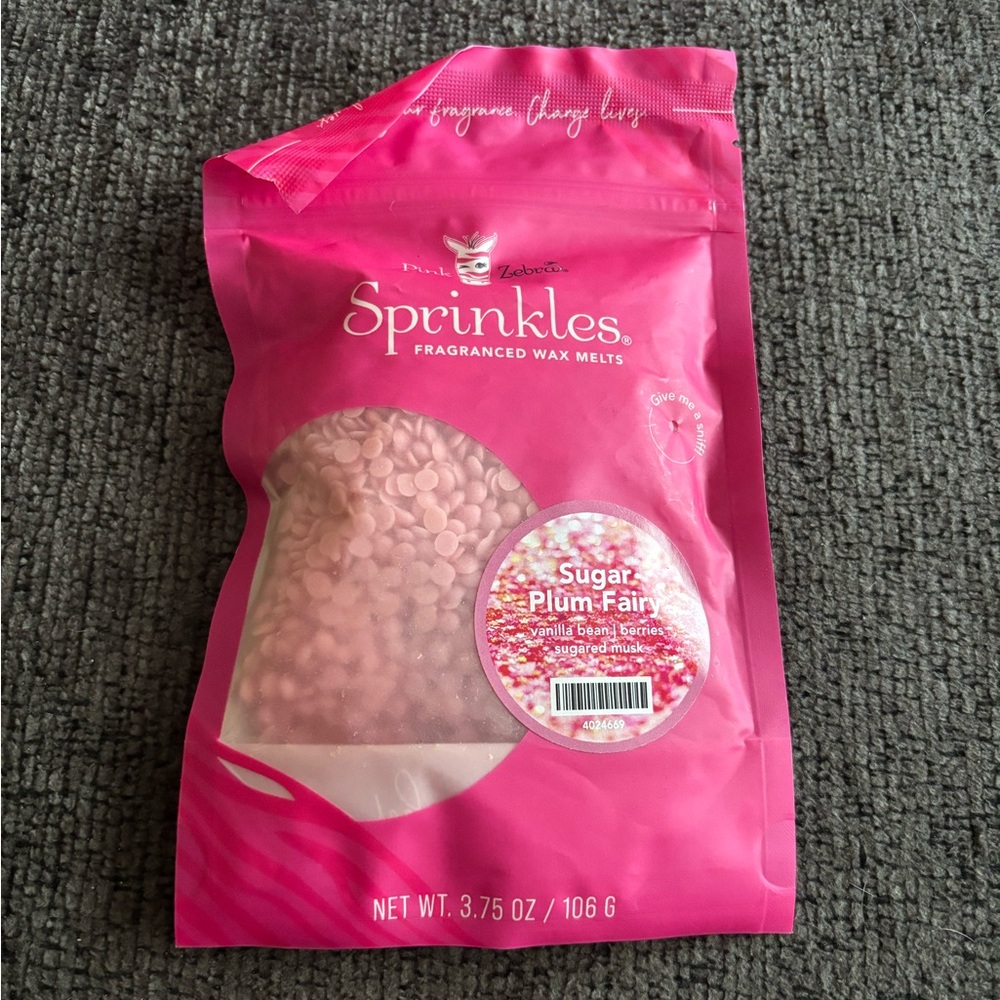 fragrance. Change lives.
Pink Zebra
Sprinkles®
FRAGRANCED WAX MELTS
Give me a sniff!
Sugar
Plum Fairy
vanilla bean | berries
sugared musk
4024669
NET WT. 3.75 OZ / 106 G